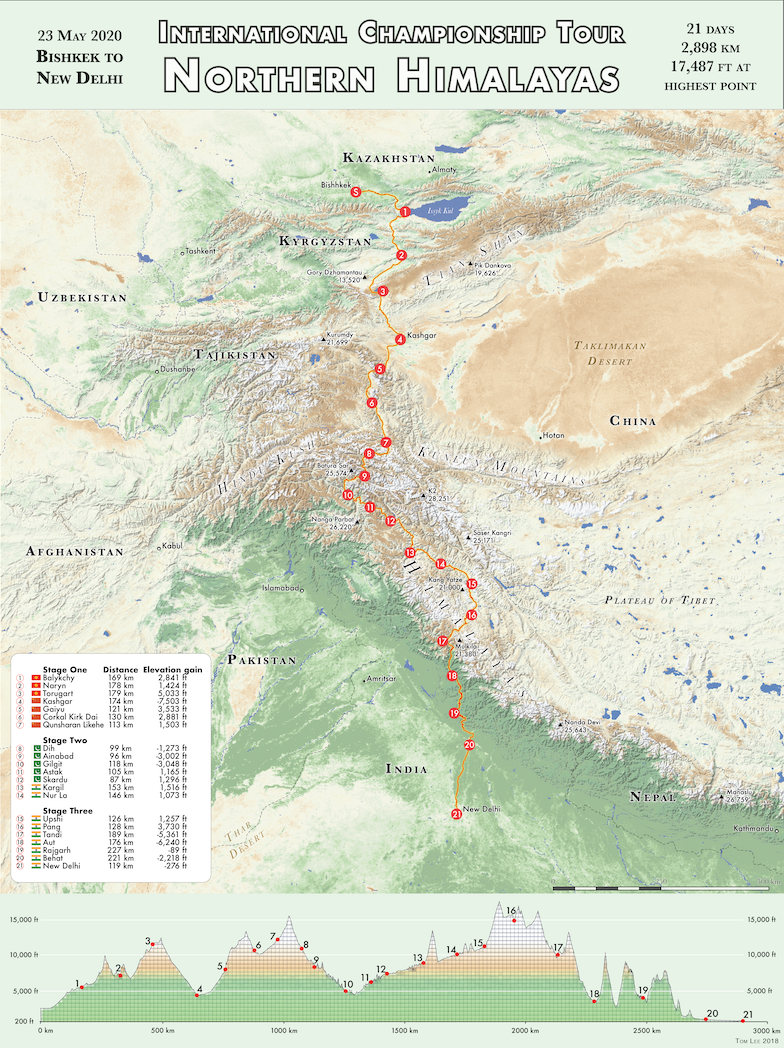 23 May 2020
Bishkek to
New Delhi
International Championship Tour
Northern Himalayas
21 days
2,898 km
17,487 ft at
highest point
Kazakhstan
Almaty
Bishhkek
S
1
Issyk Kul
Kyrgyzstan
2
Tian Shan
Tashkent
Pik Dankova
19,626
Gory Dzhamantau
13,520
3
Uzbekistan
Kurumdy
21,699
4
Kashgar
Taklimakan
Desert
Tajikistan
Dushanbe
5
6
China
Hotan
7
8
Hindu Kush
Kunlun Mountains
Batura Sar
25,574
9
10
K2
28,251
11
12
Nanga Parbat
26,220
Saser Kangri
25,171
Afghanistan
Kabul
13
14
Kang Yatze
21,000
15
Islamabad
Plateau of Tibet
16
17
Mulkila
21,380
Pakistan
Amritsar
18
19
Nanda Devi
25,643
20
India
Nepal
Manaslu
26,759
21
New Delhi
Kathmandu
Thar
Desert
Stage One Distance Elevation gain
1 Balykchy 169 km 2,841 ft
2 Naryn 178 km 1,424 ft
3 Torugart 179 km 5,033 ft
4 Kashgar 174 km -7,503 ft
5 Gaiyu 121 km 3,533 ft
6 Corkal Kirk Dai 130 km 2,881 ft
7 Qunsharan Likehe 113 km 1,503 ft
Stage Two
8 Dih 99 km -1,273 ft
9 Ainabad 96 km -3,002 ft
10 Gilgit 118 km -3,048 ft
11 Astak 105 km 1,165 ft
12 Skardu 87 km 1,296 ft
13 Kargil 153 km 1,516 ft
14 Nur La 146 km 1,073 ft
Stage Three
15 Upshi 126 km 1,257 ft
16 Pang 128 km 3,730 ft
17 Tandi 189 km -5,361 ft
18 Aut 176 km -6,240 ft
19 Rajgarh 227 km -89 ft
20 Behat 221 km -2,218 ft
21 New Delhi 119 km -276 ft
15,000 ft
10,000 ft
5,000 ft
200 ft
1 2 3 4 5 6 7 8 9 10 11 12 13 14 15 16 17 18 19 20 21
15,000 ft
10,000 ft
5,000 ft
0 km 500 km 1000 km 1500 km 2000 km 2500 km 3000 km
Tom Lee 2018